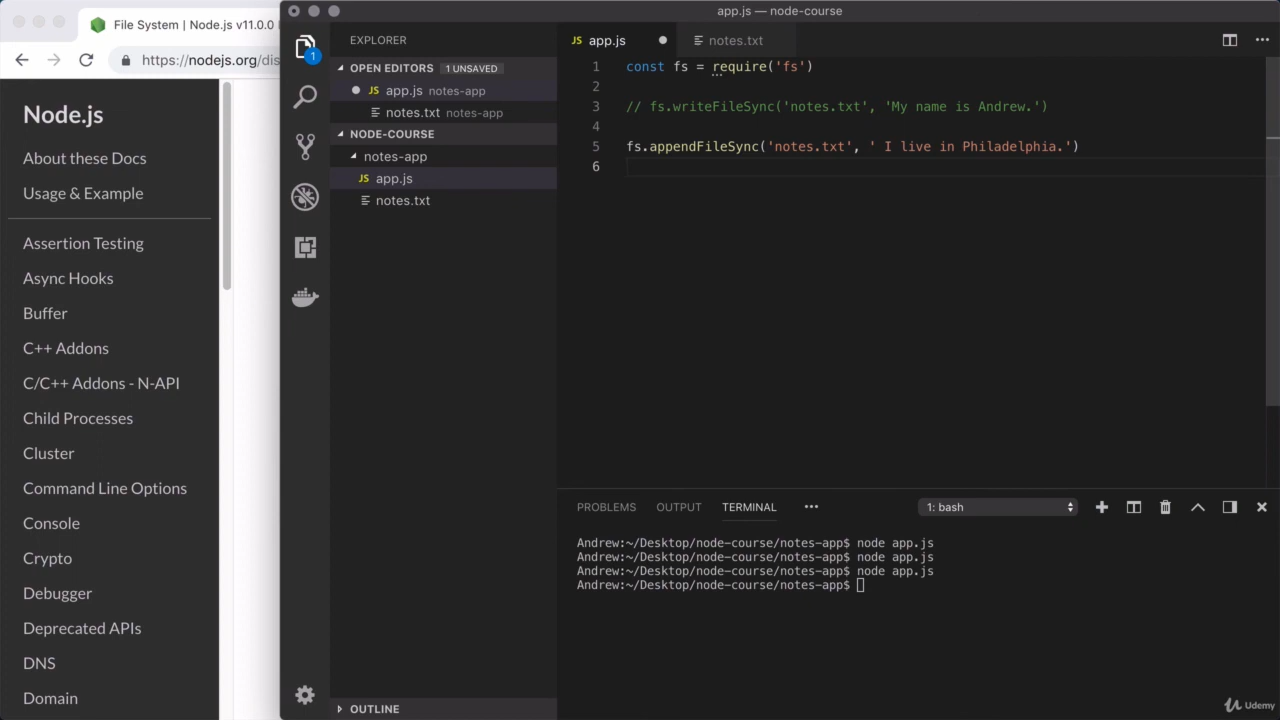 File System | Node.js v11.0.0
https://nodejs.org/dis
Node.js
About these Docs
Usage & Example
Assertion Testing
Async Hooks
Buffer
C++ Addons
C/C++ Addons - N-API
Child Processes
Cluster
Command Line Options
Console
Crypto
Debugger
Deprecated APIs
DNS
Domain
app.js — node-course
1
EXPLORER
OPEN EDITORS 1 UNSAVED
JS app.js notes-app
notes.txt notes-app
NODE-COURSE
notes-app
JS app.js
notes.txt
OUTLINE
JS app.js
notes.txt
1 const fs = require('fs')
2
3 // fs.writeFileSync('notes.txt', 'My name is Andrew.')
4
5 fs.appendFileSync('notes.txt', ' I live in Philadelphia.')
6
PROBLEMS OUTPUT TERMINAL
1: bash
Andrew:~/Desktop/node-course/notes-app$ node app.js
Andrew:~/Desktop/node-course/notes-app$ node app.js
Andrew:~/Desktop/node-course/notes-app$ node app.js
Andrew:~/Desktop/node-course/notes-app$
Udemy